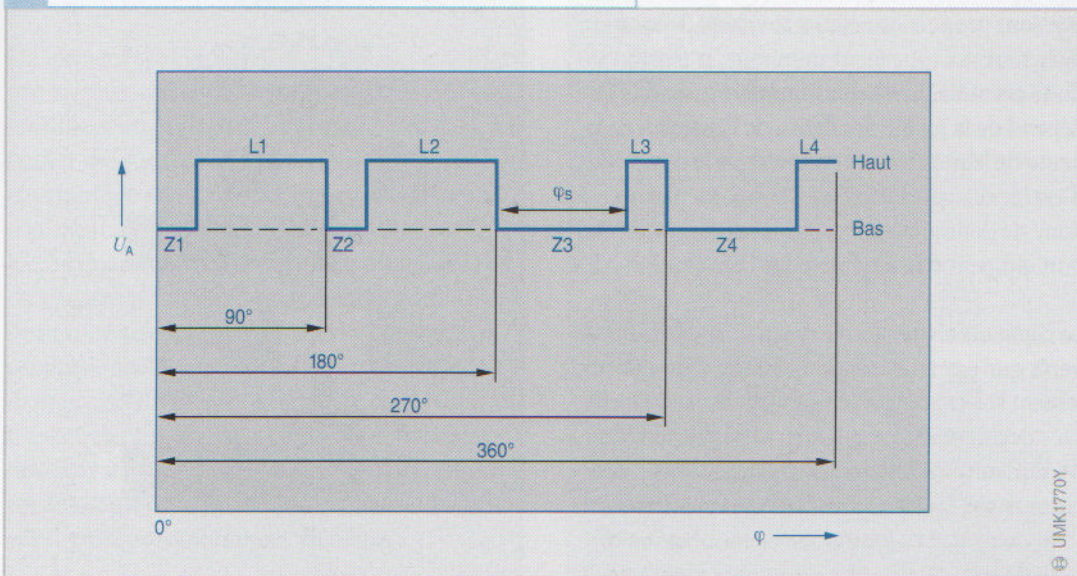 L1 L2 L3 L4 Haut
φs
U_A Z1 Z2 Z3 Z4 Bas
90°
180°
270°
360°
0° φ
© UMK1770Y